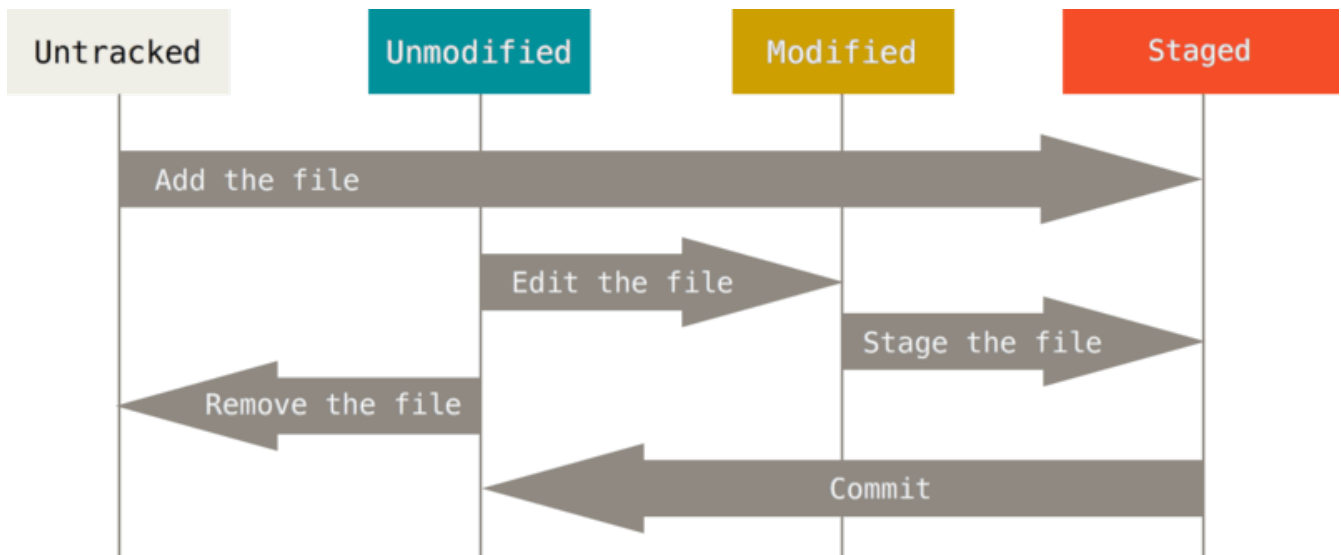 Untracked
Unmodified
Modified
Staged
Add the file
Edit the file
Stage the file
Remove the file
Commit